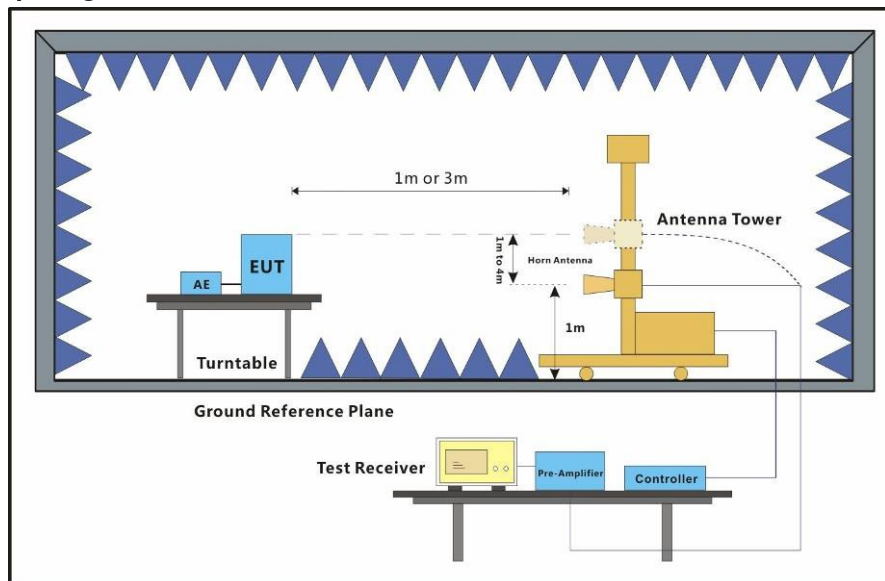 1m or 3m
Antenna Tower
1m to 4m
Horn Antenna
EUT
AE
1m
Turntable
Ground Reference Plane
Test Receiver
Pre-Amplifier
Controller